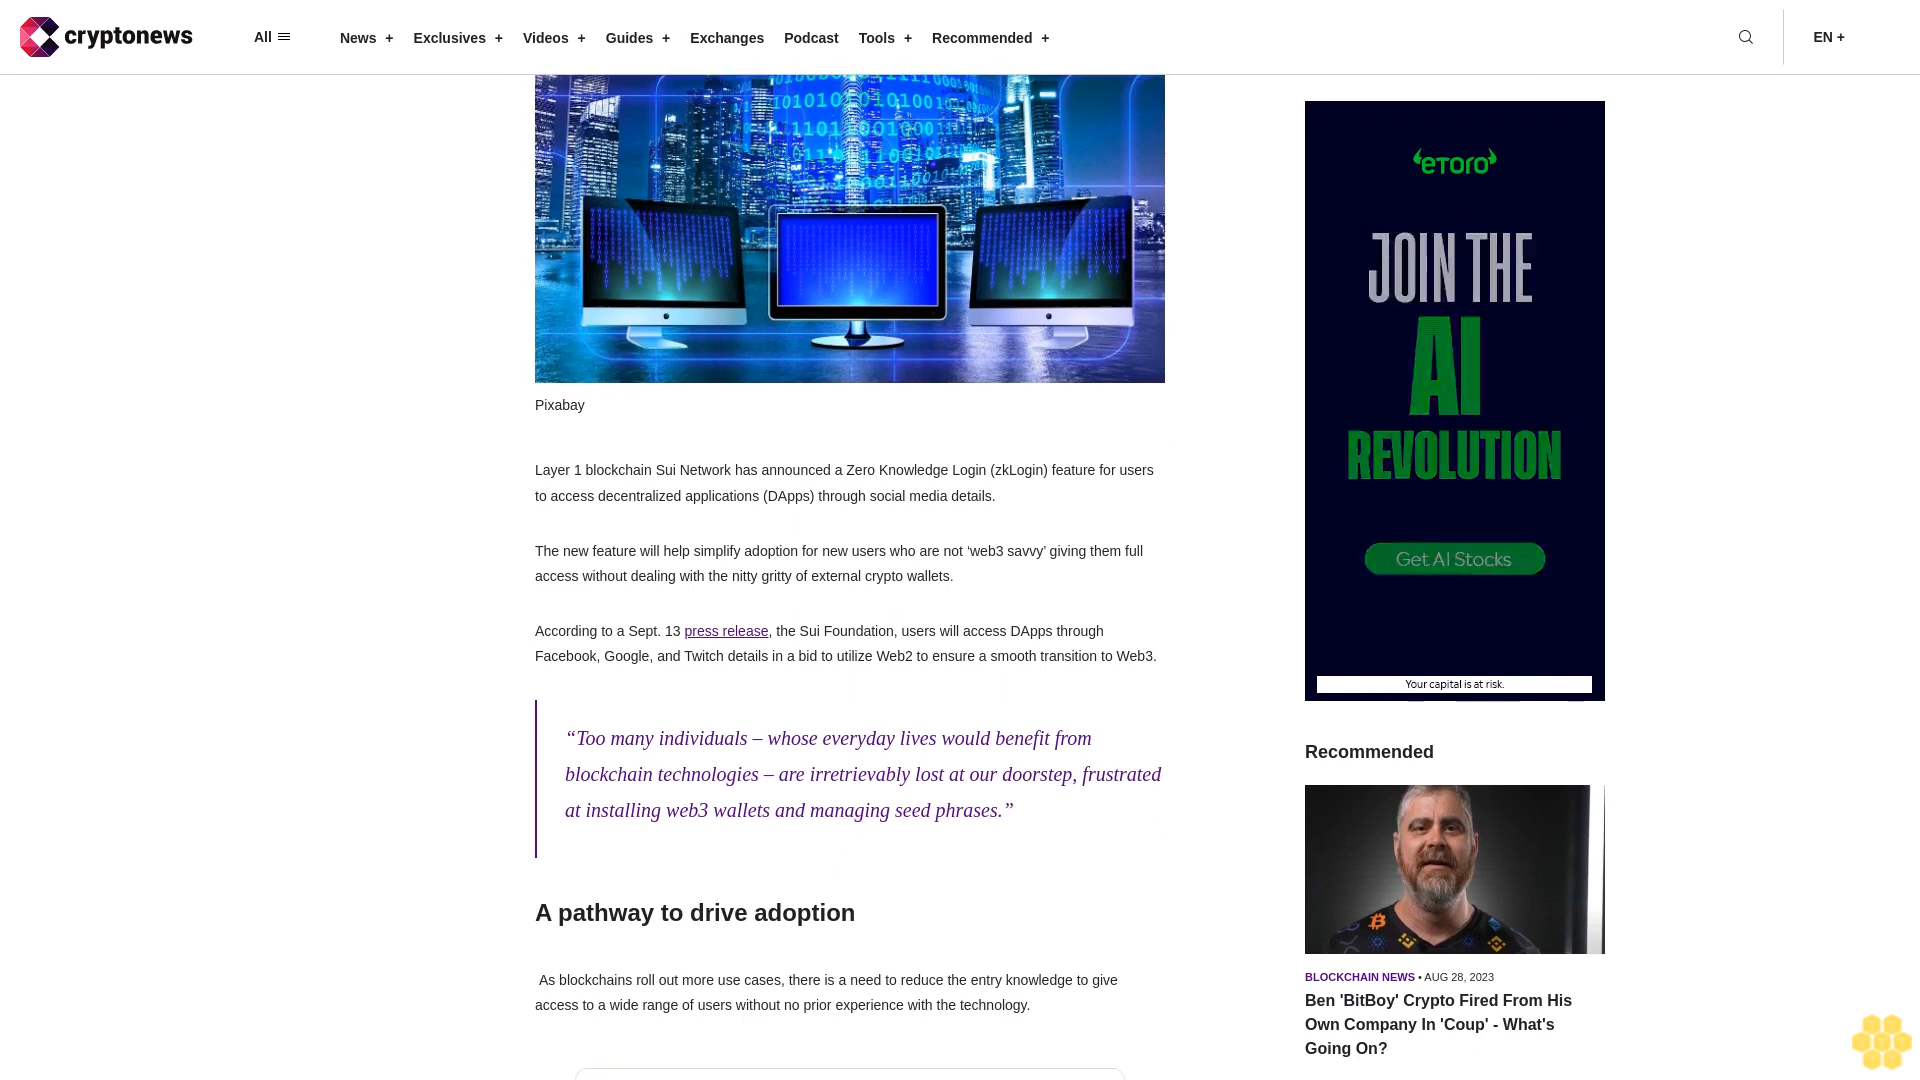 cryptonews
All
News +
Exclusives +
Videos +
Guides +
Exchanges
Podcast
Tools +
Recommended +
EN +
Pixabay
Layer 1 blockchain Sui Network has announced a Zero Knowledge Login (zkLogin) feature for users
to access decentralized applications (DApps) through social media details.
The new feature will help simplify adoption for new users who are not ‘web3 savvy’ giving them full
access without dealing with the nitty gritty of external crypto wallets.
According to a Sept. 13 press release, the Sui Foundation, users will access DApps through
Facebook, Google, and Twitch details in a bid to utilize Web2 to ensure a smooth transition to Web3.
“Too many individuals – whose everyday lives would benefit from
blockchain technologies – are irretrievably lost at our doorstep, frustrated
at installing web3 wallets and managing seed phrases.”
A pathway to drive adoption
As blockchains roll out more use cases, there is a need to reduce the entry knowledge to give
access to a wide range of users without no prior experience with the technology.
eToro
JOIN THE
AI
REVOLUTION
Get AI Stocks
Your capital is at risk.
Recommended
BLOCKCHAIN NEWS • AUG 28, 2023
Ben 'BitBoy' Crypto Fired From His
Own Company In 'Coup' - What's
Going On?